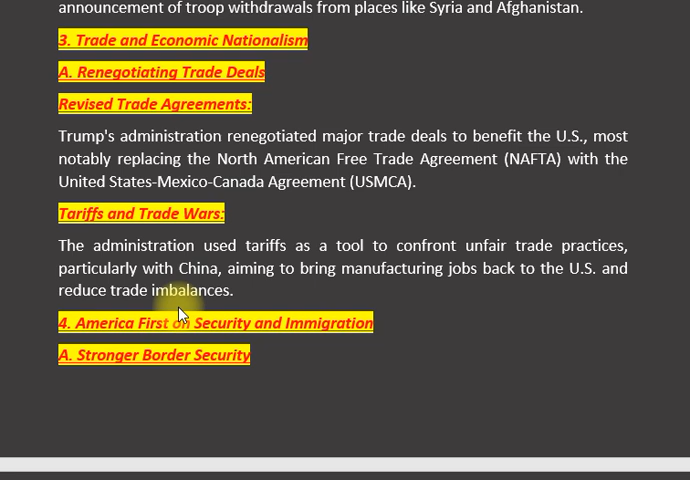 announcement of troop withdrawals from places like Syria and Afghanistan.
3. Trade and Economic Nationalism
A. Renegotiating Trade Deals
Revised Trade Agreements:
Trump's administration renegotiated major trade deals to benefit the U.S., most
notably replacing the North American Free Trade Agreement (NAFTA) with the
United States-Mexico-Canada Agreement (USMCA).
Tariffs and Trade Wars:
The administration used tariffs as a tool to confront unfair trade practices,
particularly with China, aiming to bring manufacturing jobs back to the U.S. and
reduce trade imbalances.
4. America First on Security and Immigration
A. Stronger Border Security